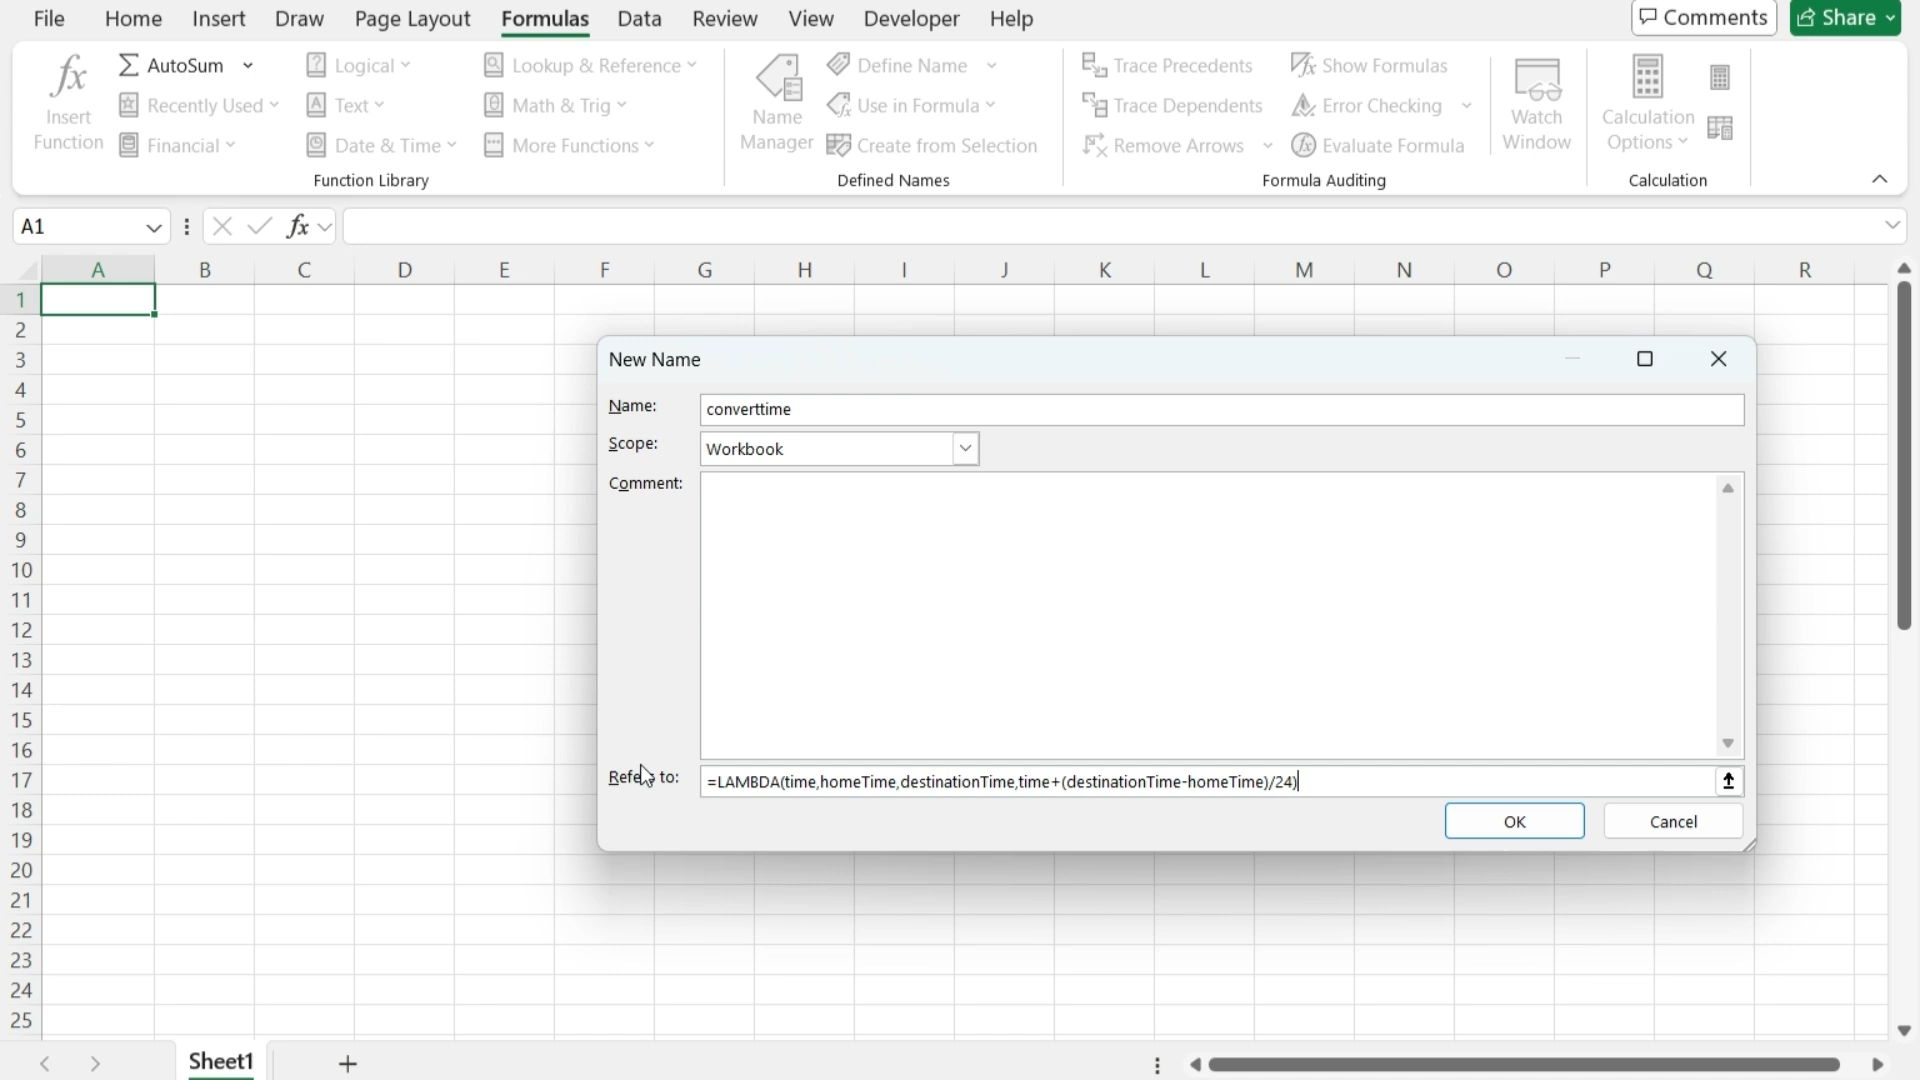 File Home Insert Draw Page Layout Formulas Data Review View Developer Help Comments Share
fx Insert Function
AutoSum
Recently Used
Financial
Logical
Text
Date & Time
Lookup & Reference
Math & Trig
More Functions
Function Library
Name Manager
Define Name
Use in Formula
Create from Selection
Defined Names
Trace Precedents
Trace Dependents
Remove Arrows
Show Formulas
Error Checking
Evaluate Formula
Formula Auditing
Watch Window
Calculation Options
Calculation
A1 fx
A B C D E F G H I J K L M N O P Q R
1
2
3
4
5
6
7
8
9
10
11
12
13
14
15
16
17
18
19
20
21
22
23
24
25
New Name
Name: converttime
Scope: Workbook
Comment:
Refers to: =LAMBDA(time,homeTime,destinationTime,time+(destinationTime-homeTime)/24)
OK Cancel
Sheet1